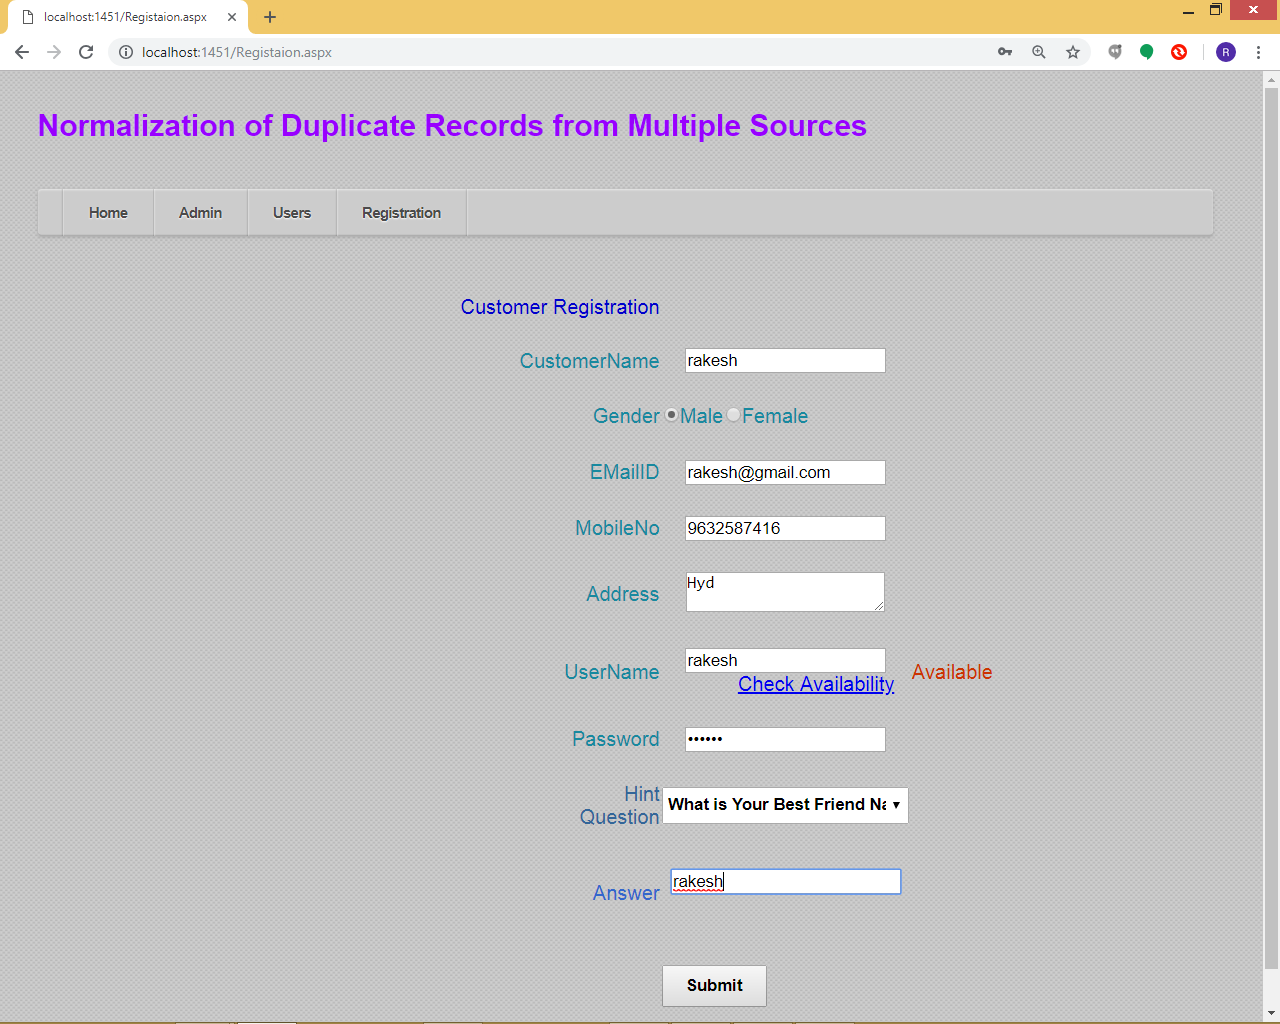 localhost:1451/Registaion.aspx
localhost:1451/Registaion.aspx
R
Normalization of Duplicate Records from Multiple Sources
Home Admin Users Registration
Customer Registration
CustomerName rakesh
Gender Male Female
EMailID rakesh@gmail.com
MobileNo 9632587416
Address Hyd
UserName rakesh Available
Check Availability
Password ••••••
Hint Question What is Your Best Friend Na
Answer rakesh
Submit